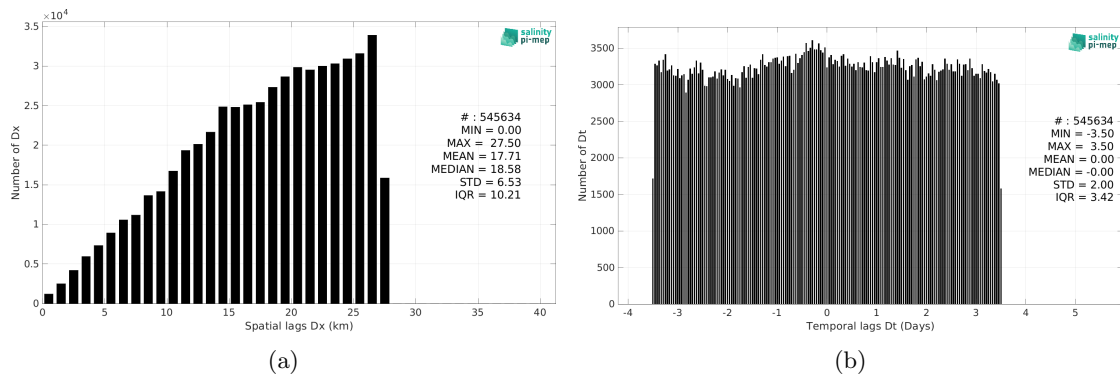 ×10⁴
3.5
3
2.5
2
1.5
1
0.5
0
Number of Dx
salinity
pi-mep
# : 545634
MIN = 0.00
MAX = 27.50
MEAN = 17.71
MEDIAN = 18.58
STD = 6.53
IQR = 10.21
0 5 10 15 20 25 30 35 40
Spatial lags Dx (km)
(a)
3500
3000
2500
2000
1500
1000
500
0
Number of Dt
salinity
pi-mep
# : 545634
MIN = -3.50
MAX = 3.50
MEAN = 0.00
MEDIAN = -0.00
STD = 2.00
IQR = 3.42
-4 -3 -2 -1 0 1 2 3 4 5
Temporal lags Dt (Days)
(b)